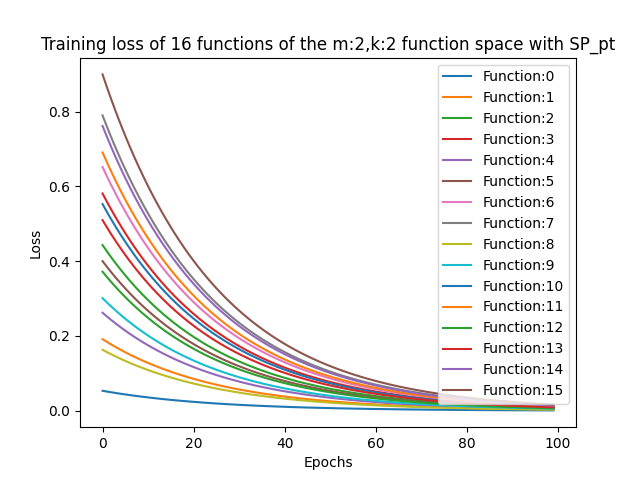 Training loss of 16 functions of the m:2,k:2 function space with SP_pt
Loss
0.8
0.6
0.4
0.2
0.0
Function:0
Function:1
Function:2
Function:3
Function:4
Function:5
Function:6
Function:7
Function:8
Function:9
Function:10
Function:11
Function:12
Function:13
Function:14
Function:15
0 20 40 60 80 100
Epochs